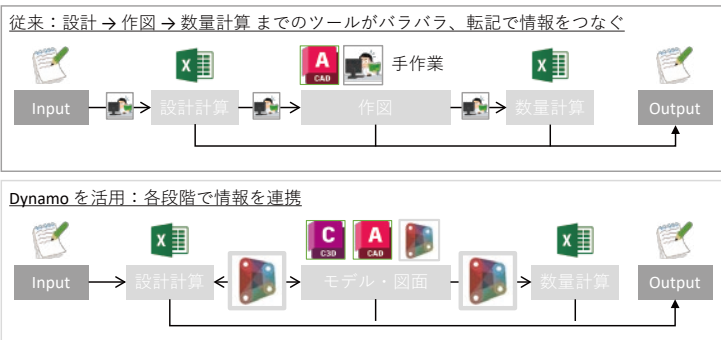 従来：設計 → 作図 → 数量計算 までのツールがバラバラ、転記で情報をつなぐ
X
A
CAD
手作業
X
Input
設計計算
作図
数量計算
Output
Dynamo を活用：各段階で情報を連携
X
C
C3D
A
CAD
X
Input
設計計算
モデル・図面
数量計算
Output